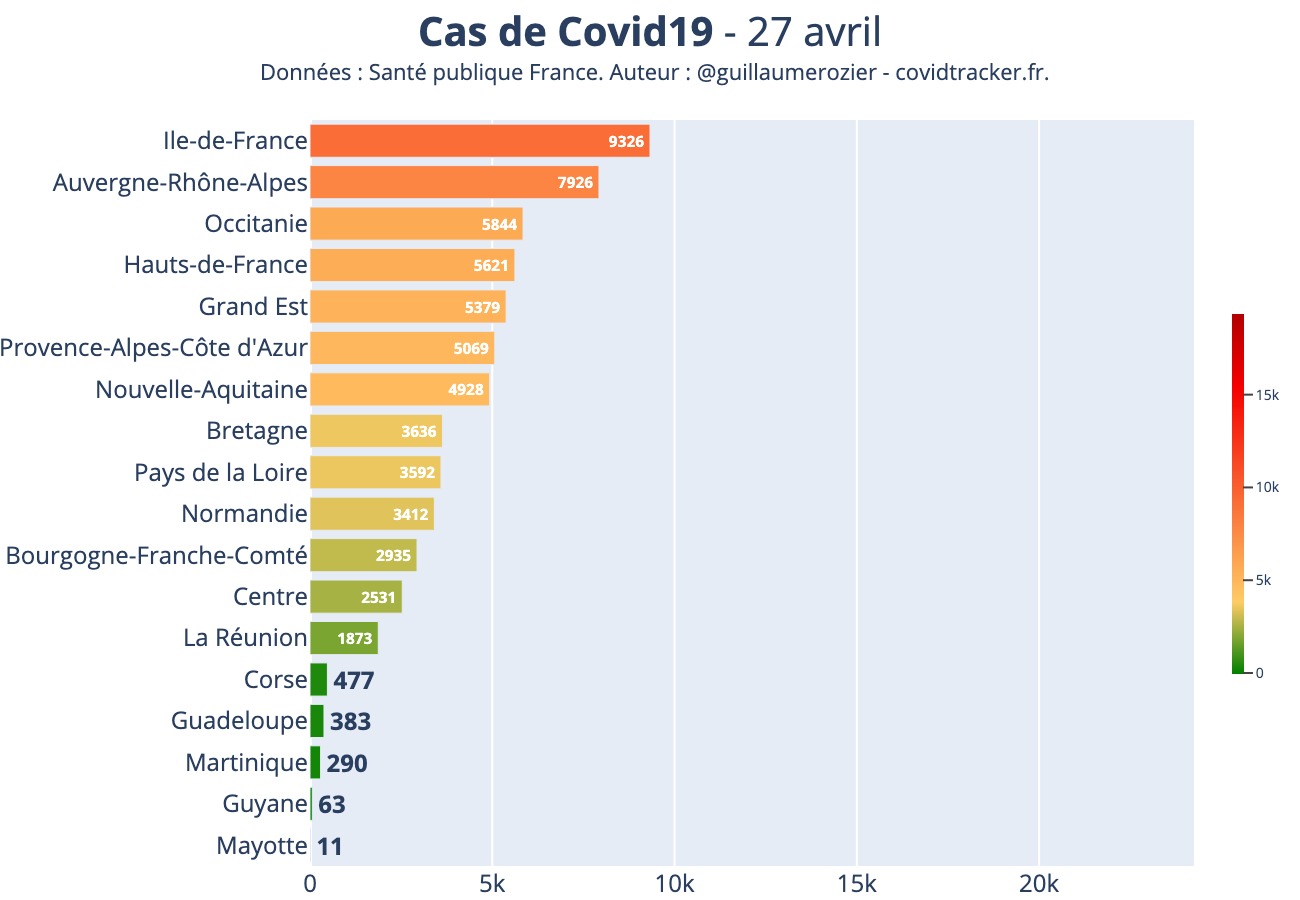 Cas de Covid19 - 27 avril
Données : Santé publique France. Auteur : @guillaumerozier - covidtracker.fr.
Ile-de-France 9326
Auvergne-Rhône-Alpes 7926
Occitanie 5844
Hauts-de-France 5621
Grand Est 5379
Provence-Alpes-Côte d'Azur 5069
Nouvelle-Aquitaine 4928
Bretagne 3636
Pays de la Loire 3592
Normandie 3412
Bourgogne-Franche-Comté 2935
Centre 2531
La Réunion 1873
Corse 477
Guadeloupe 383
Martinique 290
Guyane 63
Mayotte 11
0 5k 10k 15k 20k
15k
10k
5k
0